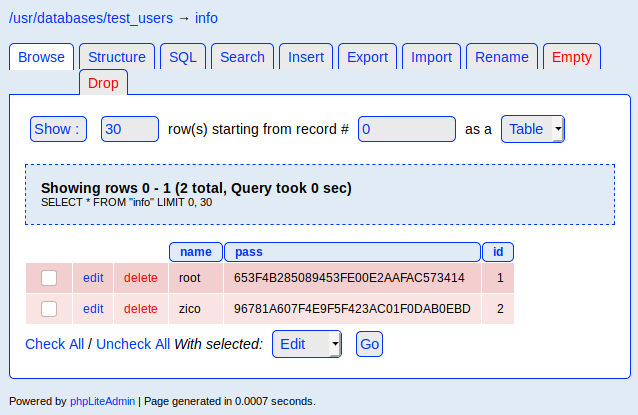 /usr/databases/test_users → info
Browse Structure SQL Search Insert Export Import Rename Empty
Drop
Show : 30 row(s) starting from record # 0 as a Table
Showing rows 0 - 1 (2 total, Query took 0 sec)
SELECT * FROM "info" LIMIT 0, 30
name pass id
edit delete root 653F4B285089453FE00E2AAFAC573414 1
edit delete zico 96781A607F4E9F5F423AC01F0DAB0EBD 2
Check All / Uncheck All With selected: Edit Go
Powered by phpLiteAdmin | Page generated in 0.0007 seconds.